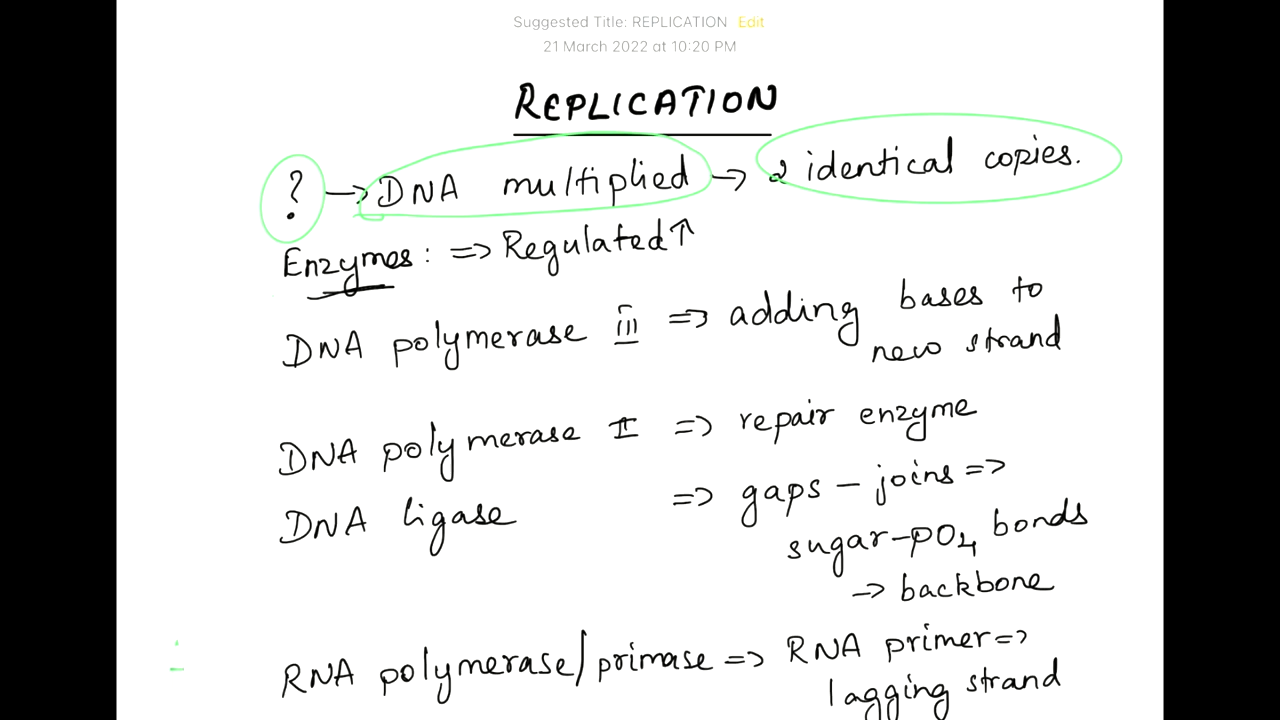 Suggested Title: REPLICATION Edit
21 March 2022 at 10:20 PM
REPLICATION
? → DNA multiplied → 2 identical copies.
Enzymes : => Regulated ↑
DNA polymerase III => adding bases to
new strand
DNA polymerase I => repair enzyme
DNA ligase => gaps - joins =>
sugar-PO4 bonds
→ backbone
RNA polymerase/primase => RNA primer =>
lagging strand